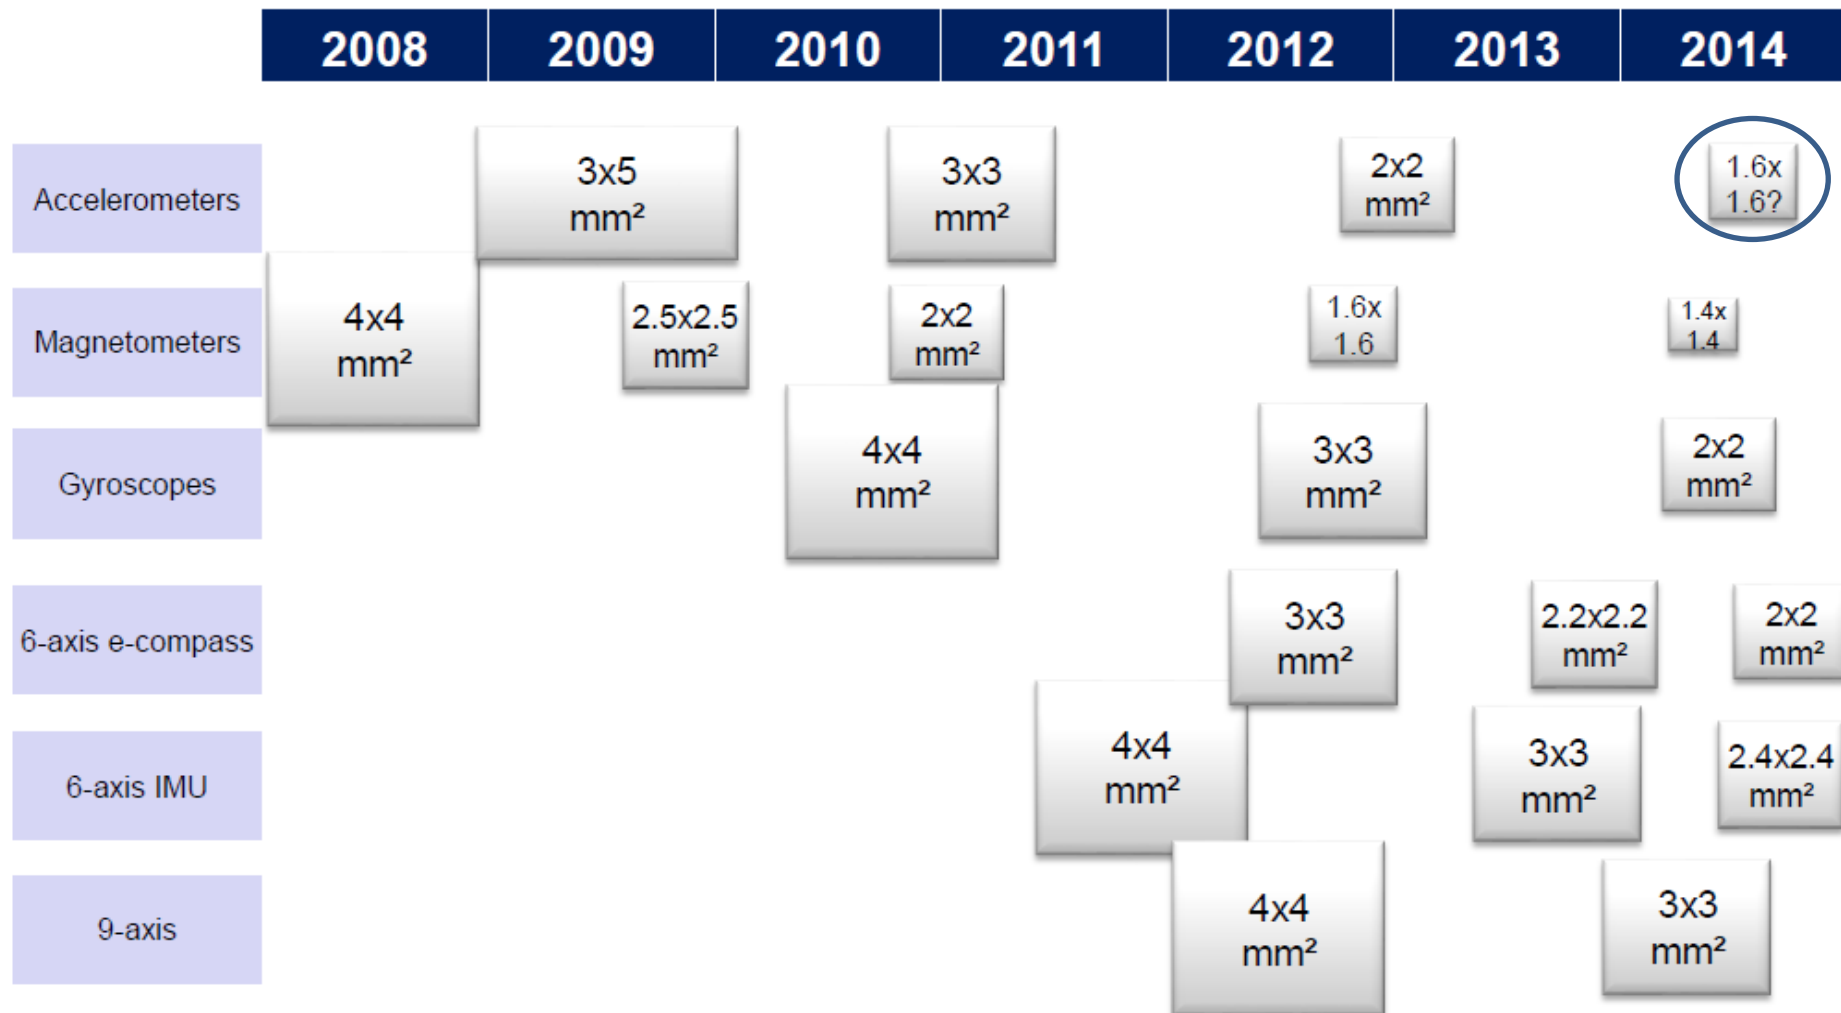 2008 2009 2010 2011 2012 2013 2014
Accelerometers
3x5
mm²
3x3
mm²
2x2
mm²
1.6x
1.6?
Magnetometers
4x4
mm²
2.5x2.5
mm²
2x2
mm²
1.6x
1.6
1.4x
1.4
Gyroscopes
4x4
mm²
3x3
mm²
2x2
mm²
6-axis e-compass
3x3
mm²
2.2x2.2
mm²
2x2
mm²
6-axis IMU
4x4
mm²
3x3
mm²
2.4x2.4
mm²
9-axis
4x4
mm²
3x3
mm²